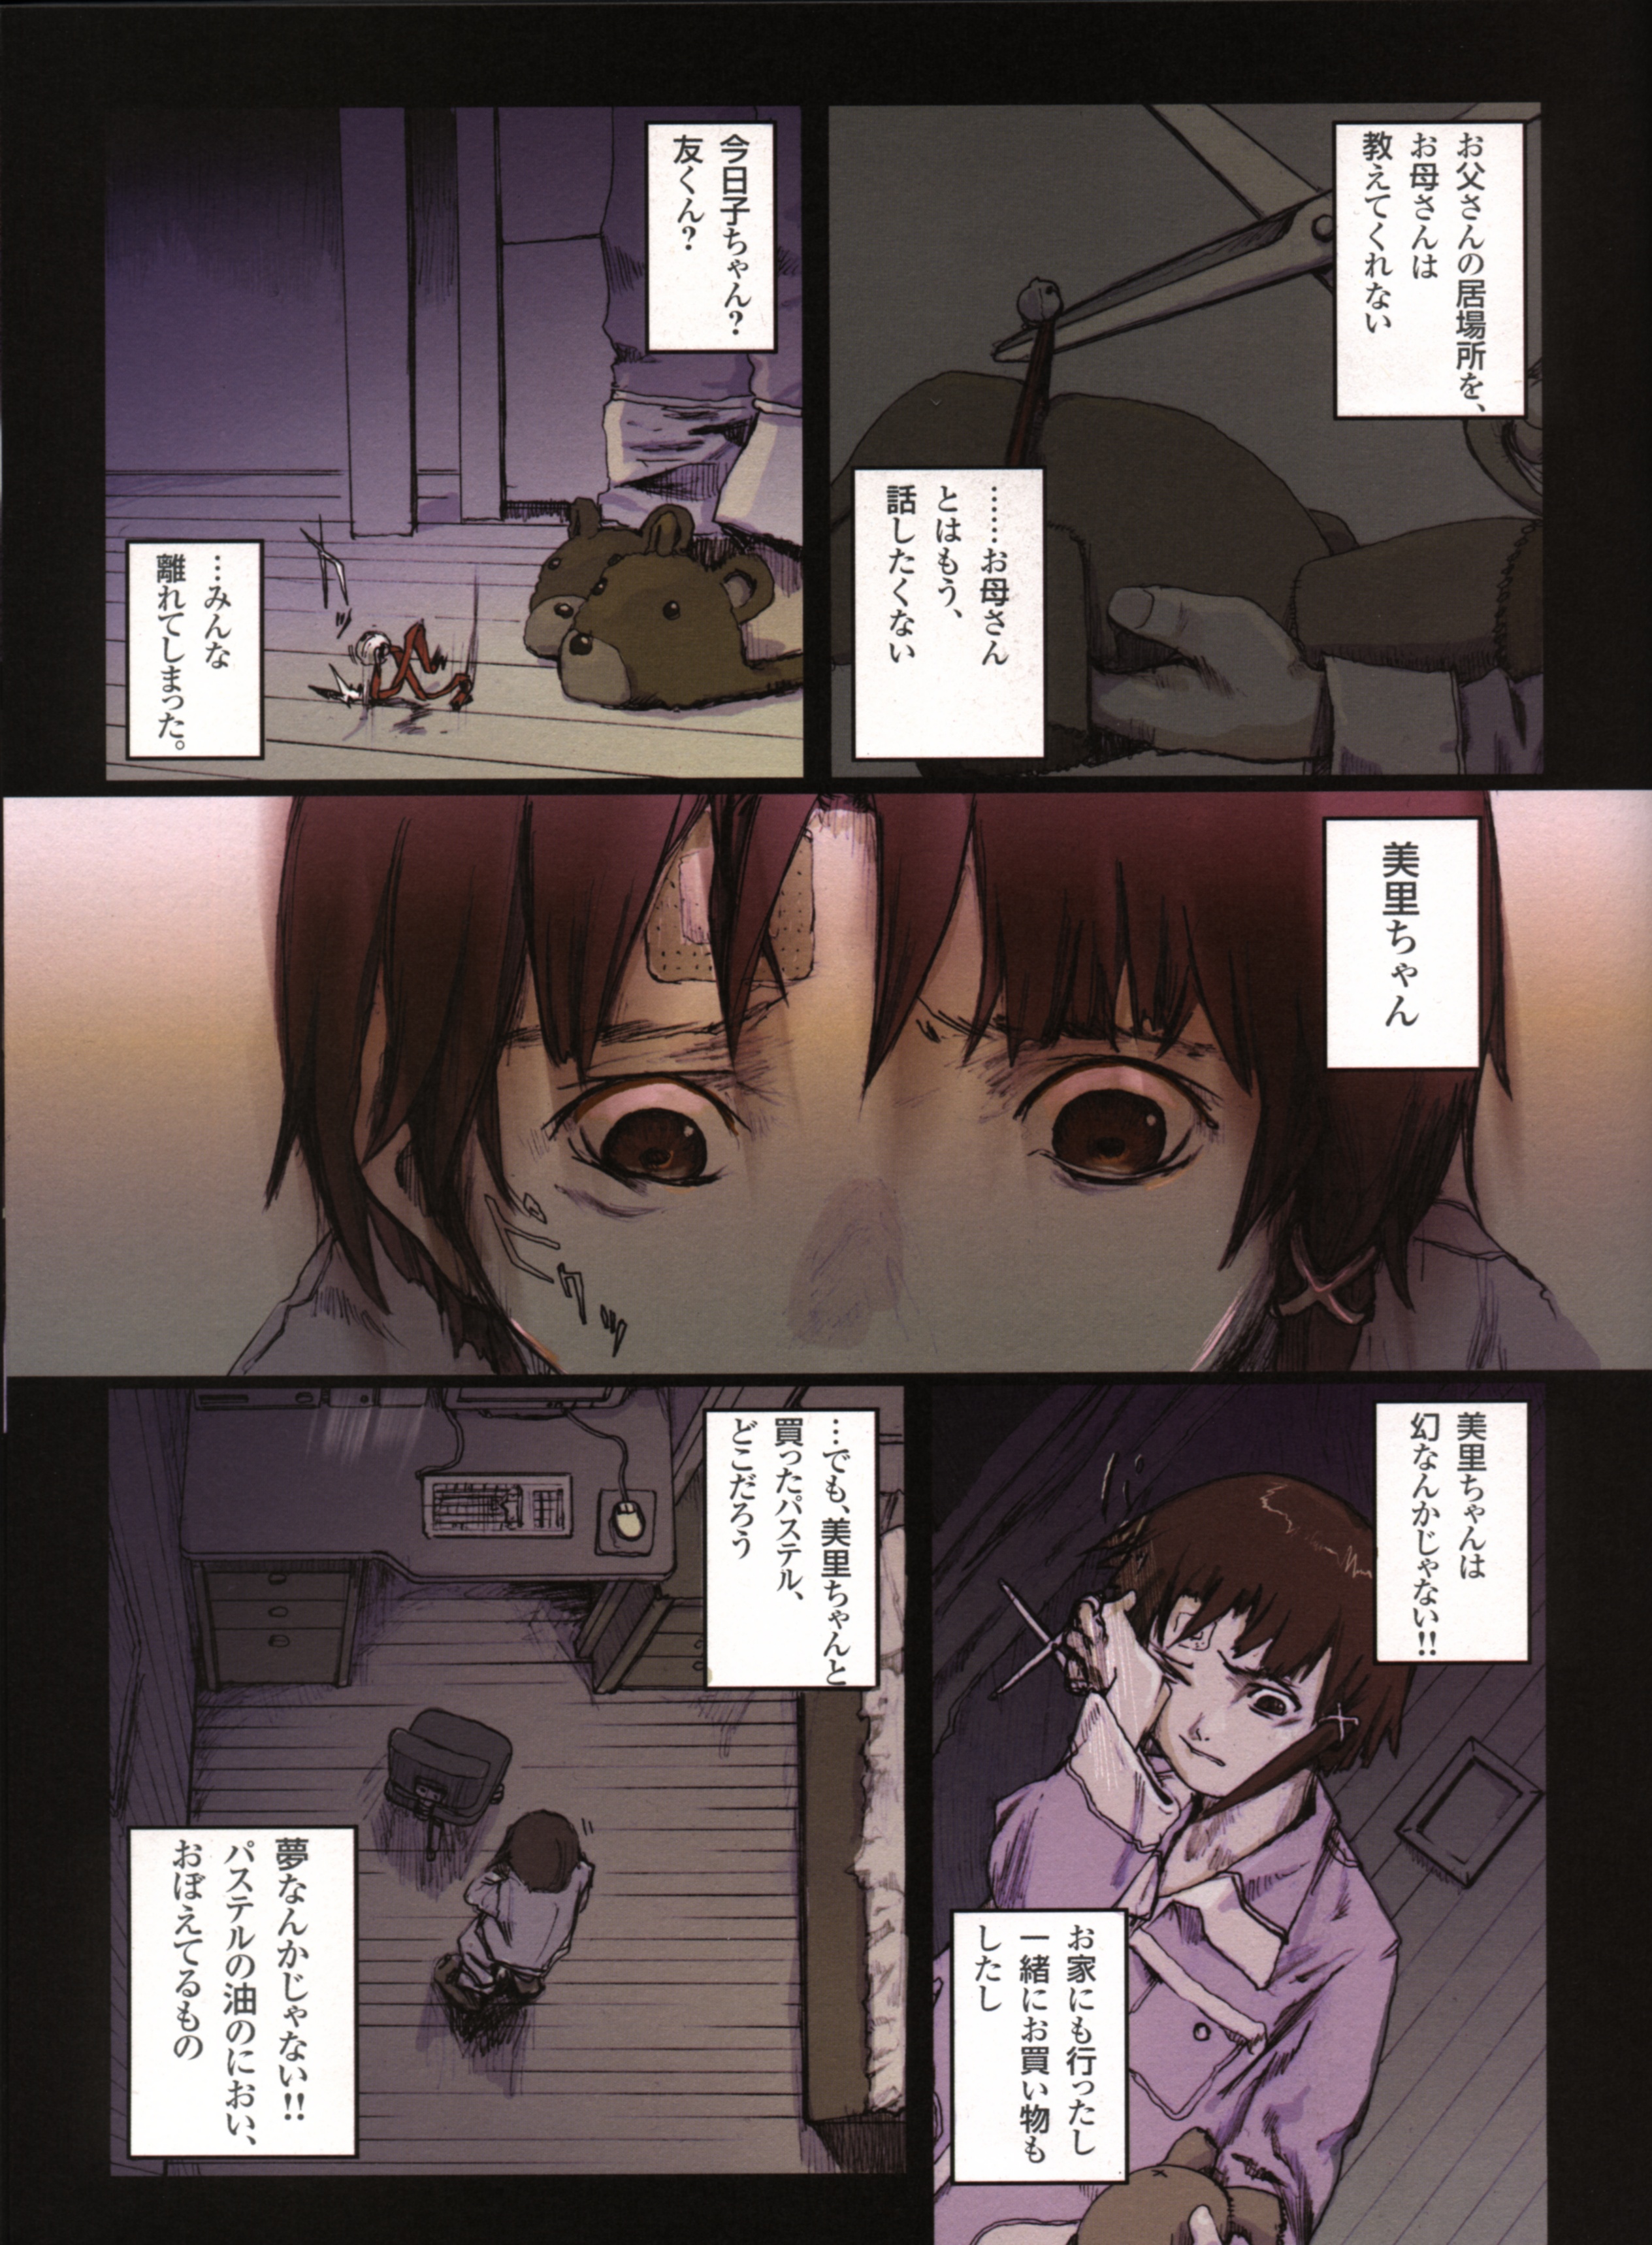 お父さんの居場所を、
お母さんは
教えてくれない
……お母さん
とはもう、
話したくない
今日子ちゃん?
友くん?
…みんな
離れてしまった。
美里ちゃん
ビクッ
美里ちゃんは
幻なんかじゃない!!
お家にも行ったし
一緒にお買い物も
したし
…でも、美里ちゃんと
買ったパステル、
どこだろう
夢なんかじゃない!!
パステルの油のにおい、
おぼえてるもの